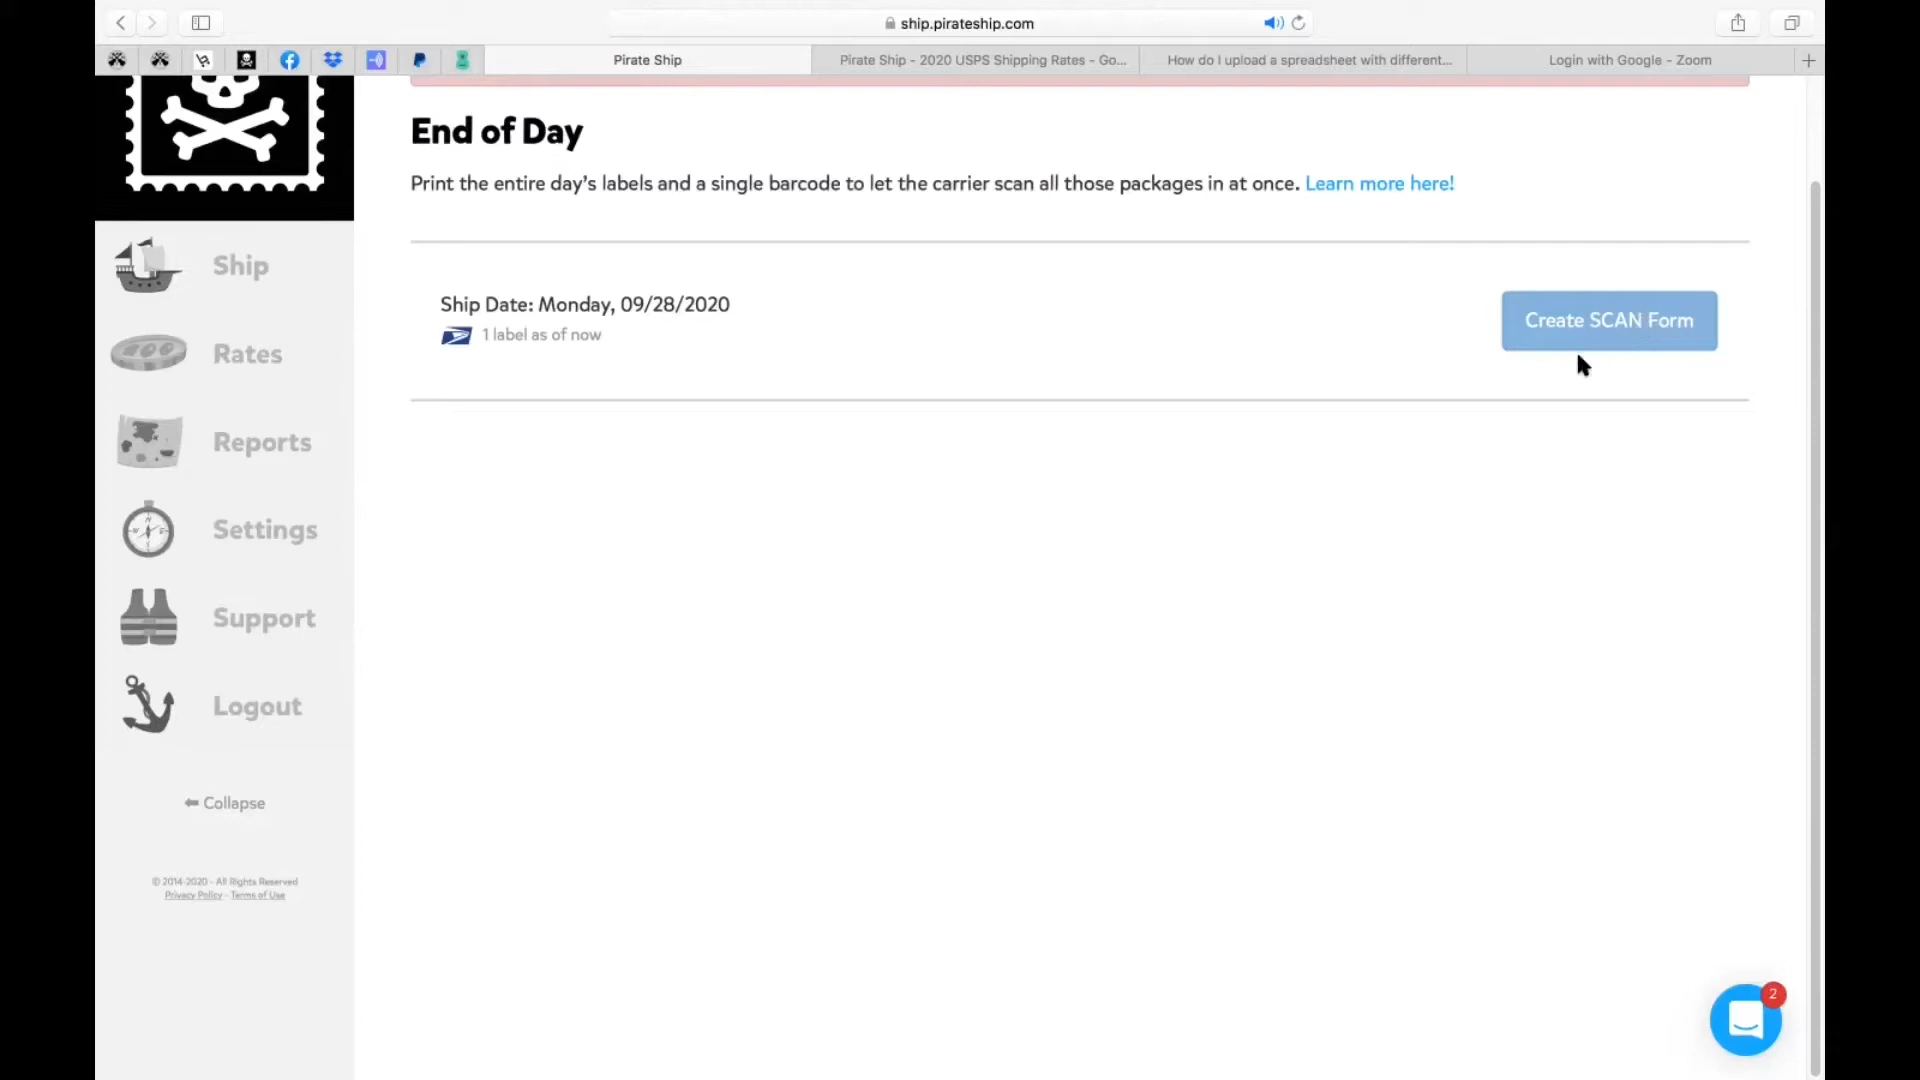 ship.pirateship.com
Pirate Ship
Pirate Ship - 2020 USPS Shipping Rates - Go...
How do I upload a spreadsheet with different...
Login with Google - Zoom
End of Day
Print the entire day's labels and a single barcode to let the carrier scan all those packages in at once. Learn more here!
Ship Date: Monday, 09/28/2020
1 label as of now
Create SCAN Form
Ship
Rates
Reports
Settings
Support
Logout
⬅ Collapse
© 2014-2020 - All Rights Reserved
Privacy Policy - Terms of Use
2